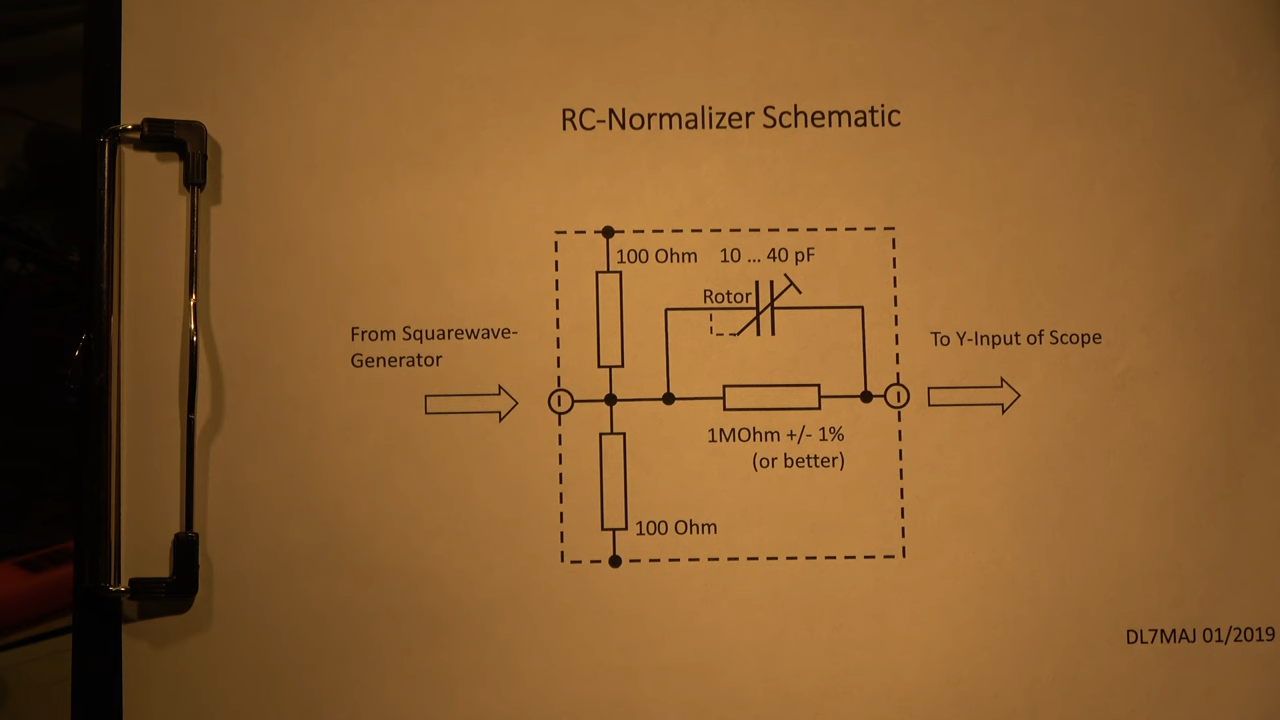 RC-Normalizer Schematic
100 Ohm
10 ... 40 pF
Rotor
From Squarewave-
Generator
To Y-Input of Scope
1MOhm +/- 1%
(or better)
100 Ohm
DL7MAJ 01/2019